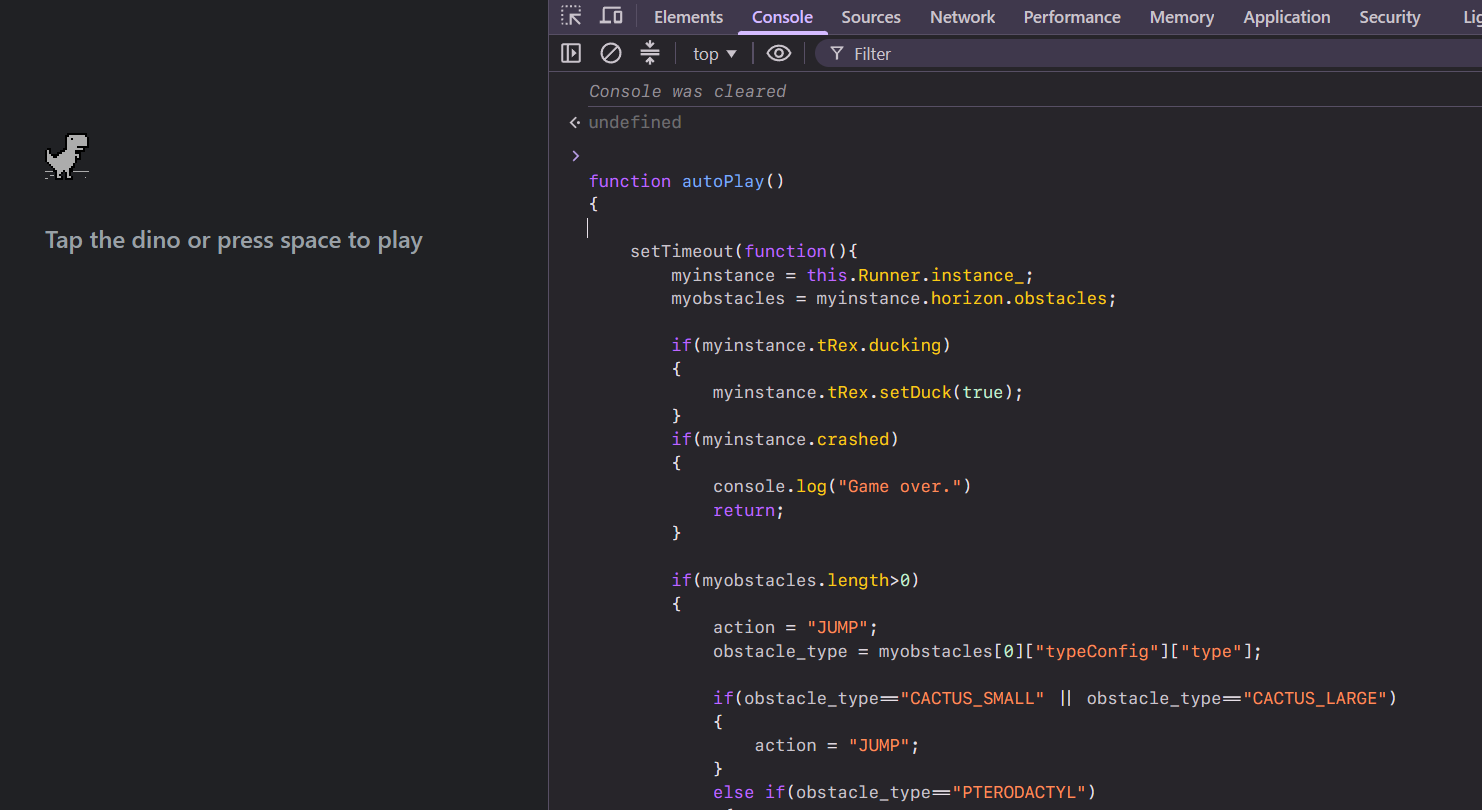 Elements Console Sources Network Performance Memory Application Security Lig
top Filter
Console was cleared
undefined
Tap the dino or press space to play
function autoPlay()
{
setTimeout(function(){
myinstance = this.Runner.instance_;
myobstacles = myinstance.horizon.obstacles;
if(myinstance.tRex.ducking)
{
myinstance.tRex.setDuck(true);
}
if(myinstance.crashed)
{
console.log("Game over.")
return;
}
if(myobstacles.length>0)
{
action = "JUMP";
obstacle_type = myobstacles[0]["typeConfig"]["type"];
if(obstacle_type=="CACTUS_SMALL" || obstacle_type=="CACTUS_LARGE")
{
action = "JUMP";
}
else if(obstacle_type=="PTERODACTYL")